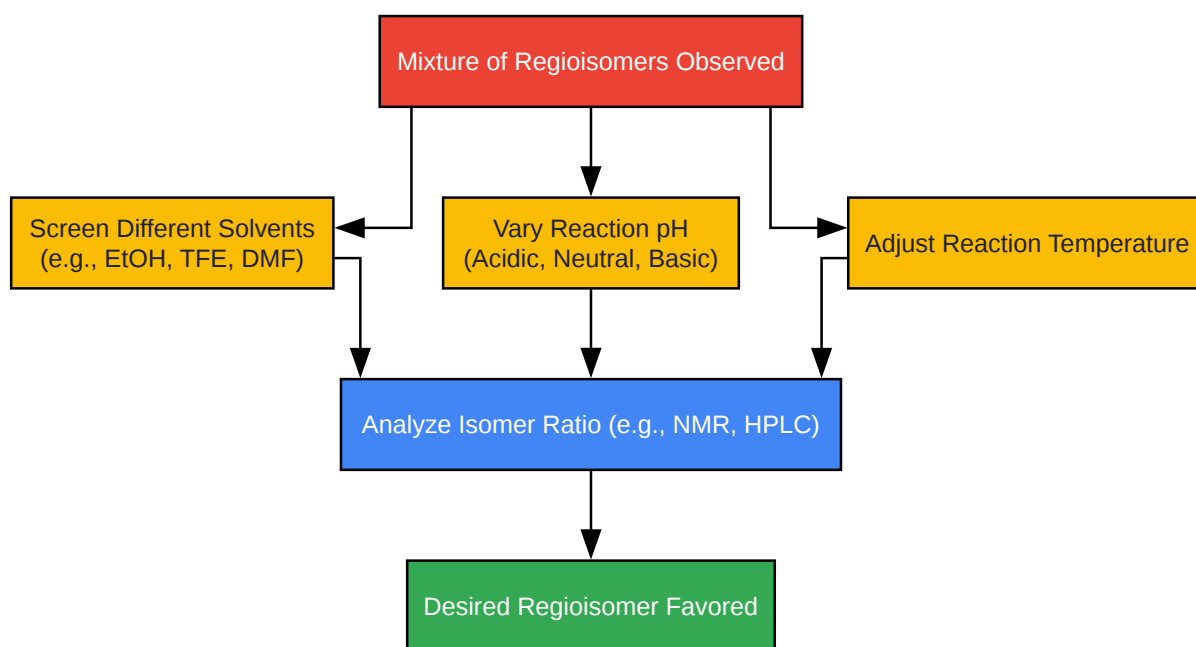 Mixture of Regioisomers Observed
Screen Different Solvents
(e.g., EtOH, TFE, DMF)
Vary Reaction pH
(Acidic, Neutral, Basic)
Adjust Reaction Temperature
Analyze Isomer Ratio (e.g., NMR, HPLC)
Desired Regioisomer Favored